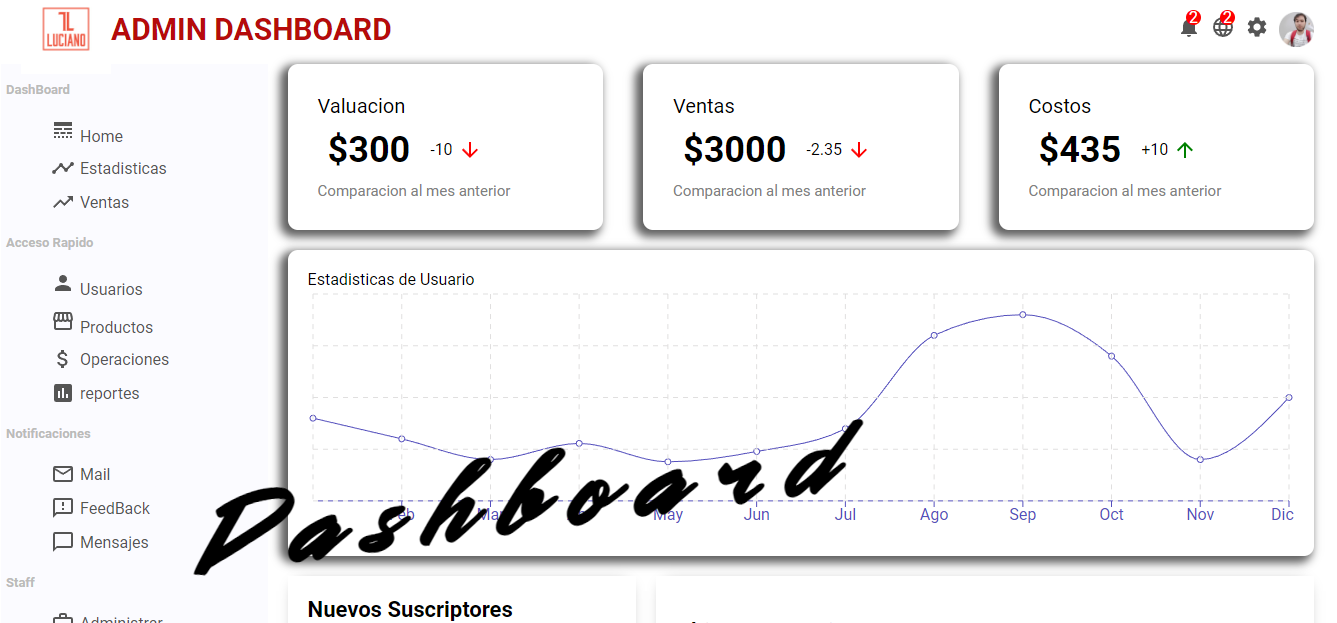 LUCIANO
ADMIN DASHBOARD
2
2
DashBoard
Home
Estadisticas
Ventas
Acceso Rapido
Usuarios
Productos
Operaciones
reportes
Notificaciones
Mail
FeedBack
Mensajes
Staff
Administrar
Valuacion
$300 -10
Comparacion al mes anterior
Ventas
$3000 -2.35
Comparacion al mes anterior
Costos
$435 +10
Comparacion al mes anterior
Estadisticas de Usuario
May Jun Jul Ago Sep Oct Nov Dic
Dashboard
Nuevos Suscriptores